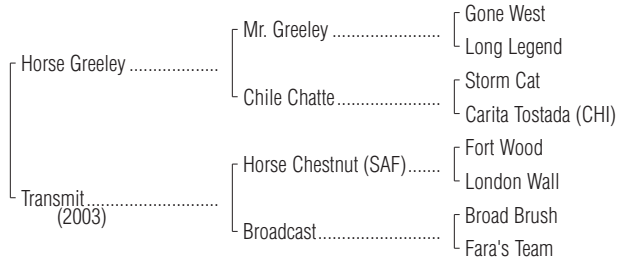 Gone West
Mr. Greeley
Long Legend
Horse Greeley
Storm Cat
Chile Chatte
Carita Tostada (CHI)
Fort Wood
Horse Chestnut (SAF)
London Wall
Transmit
(2003)
Broad Brush
Broadcast
Fara's Team